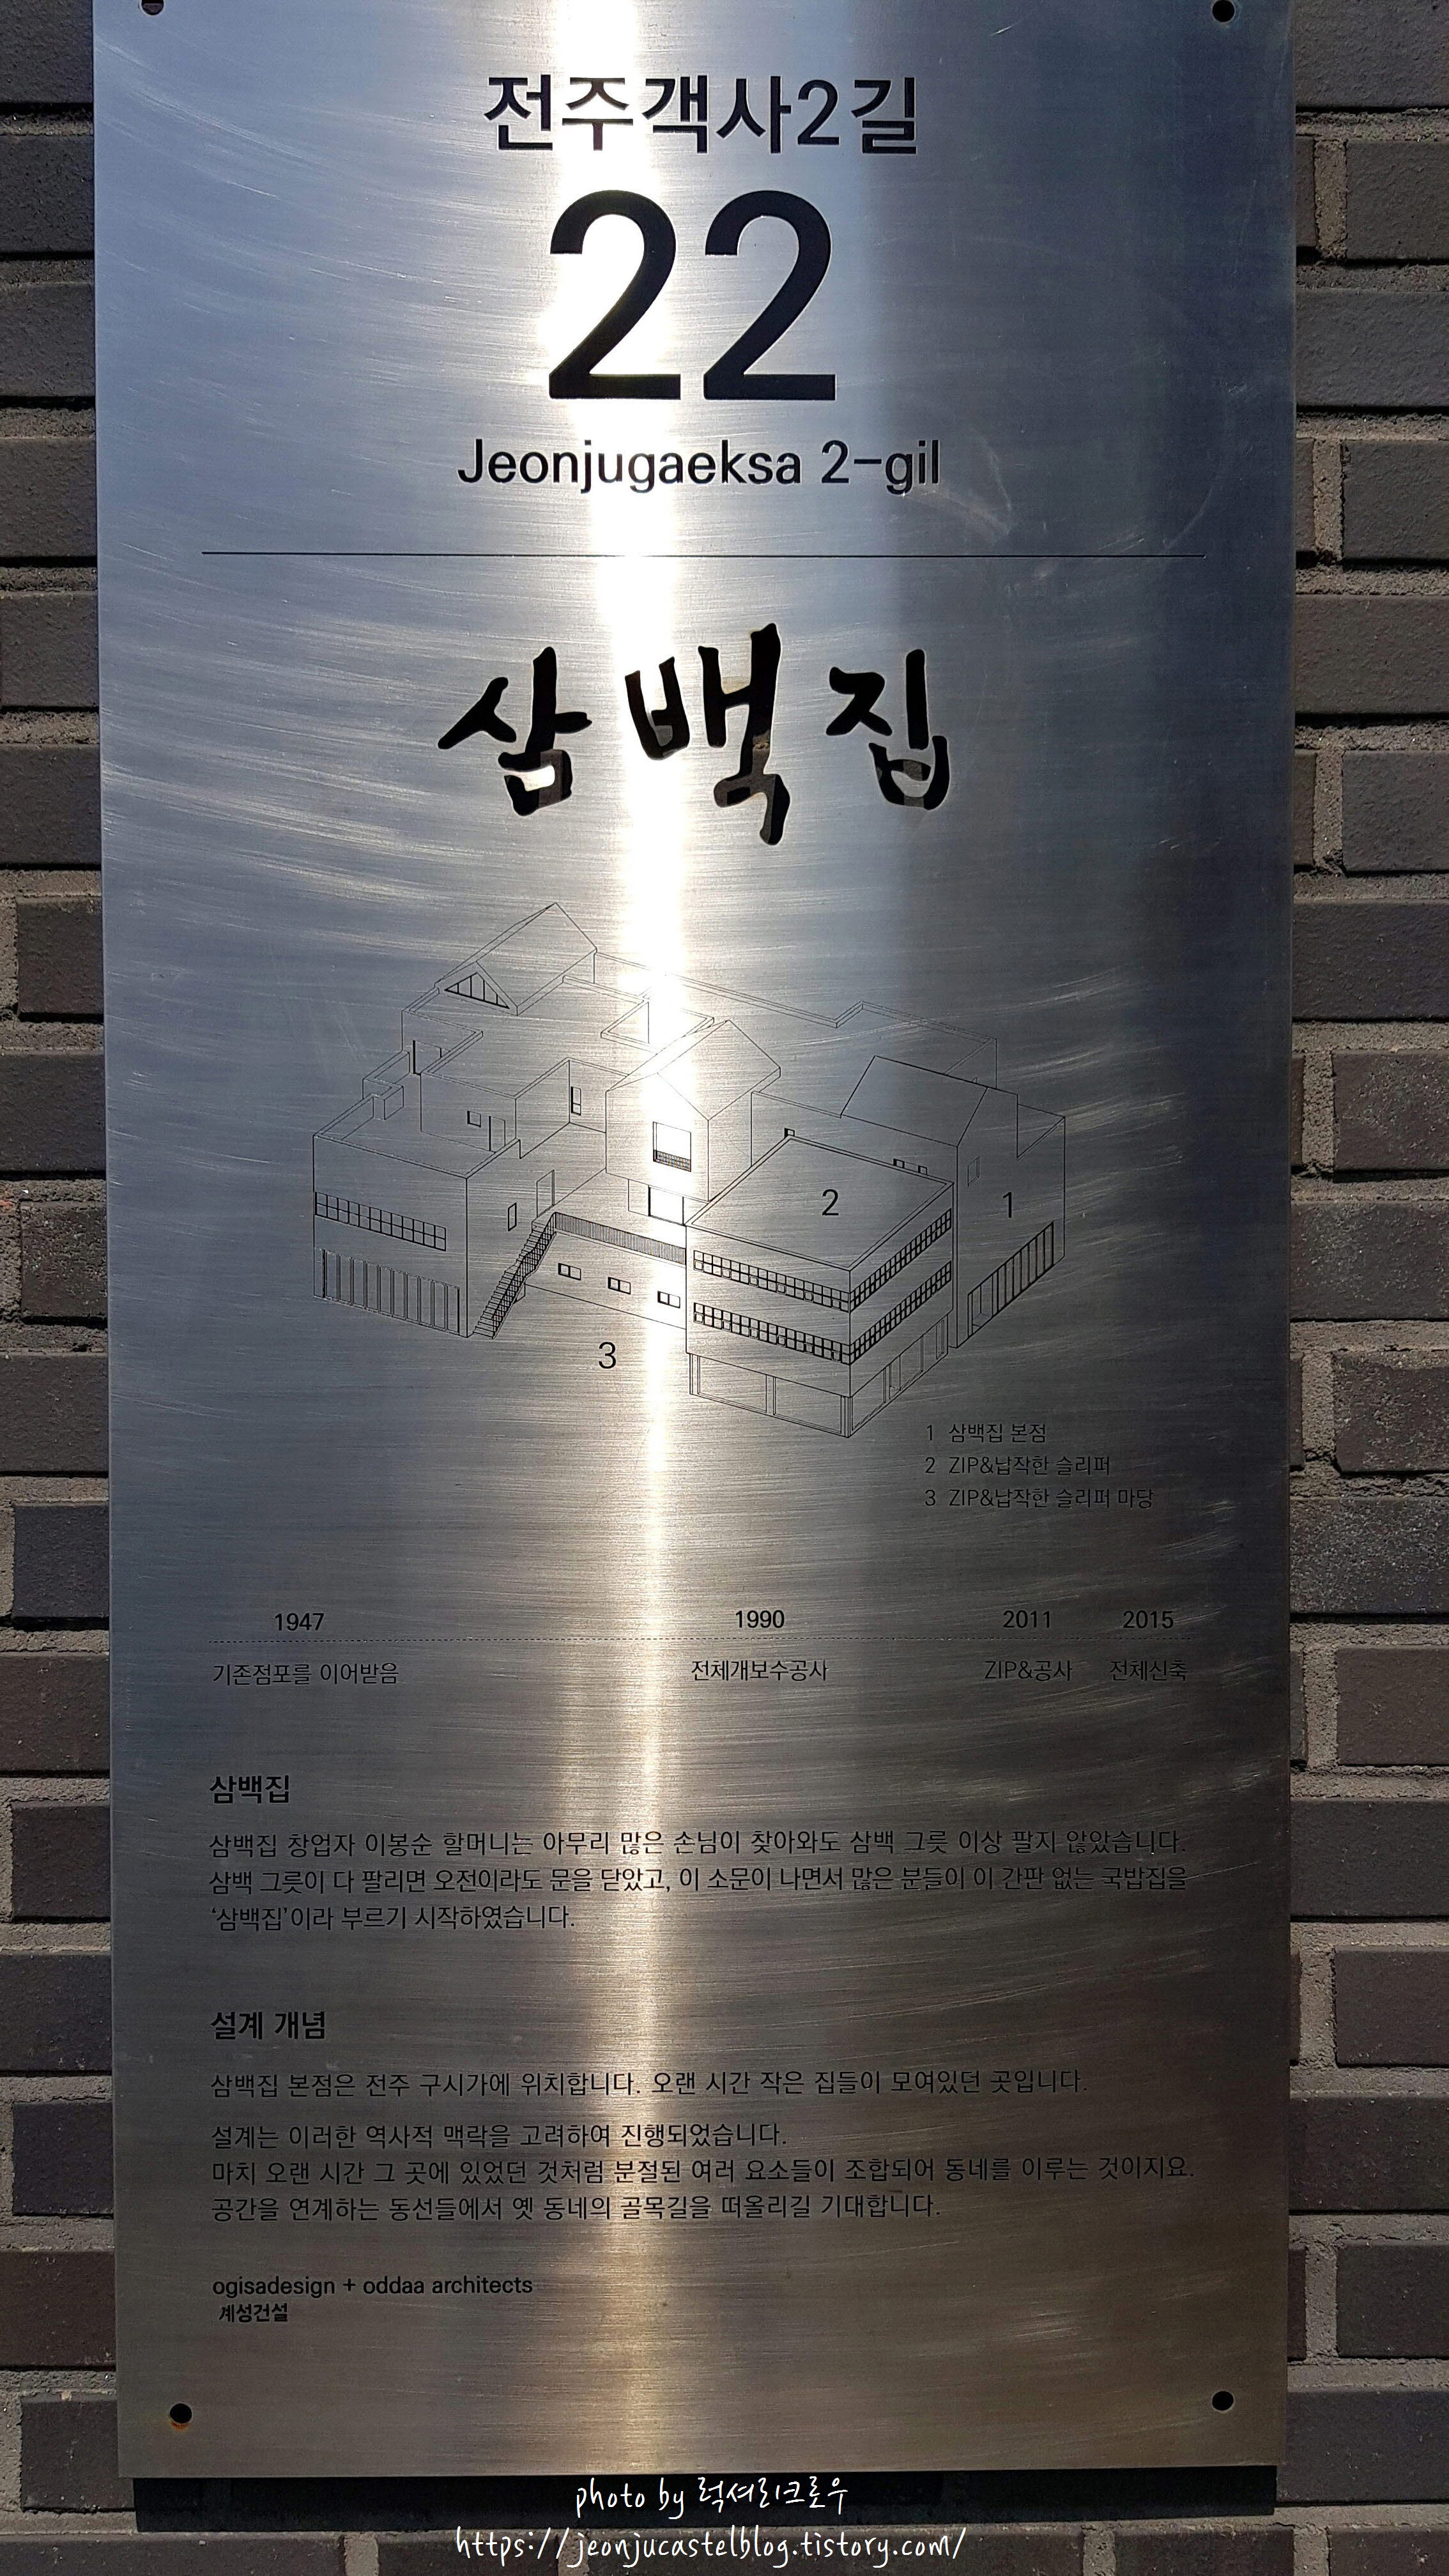 전주객사2길
22
Jeonjugaeksa 2-gil
삼백집
2
1
3
1 삼백집 본점
2 ZIP&납작한 슬리퍼
3 ZIP&납작한 슬리퍼 마당
1947 1990 2011 2015
기존점포를 이어받음 전체개보수공사 ZIP&공사 전체신축
삼백집
삼백집 창업자 이봉순 할머니는 아무리 많은 손님이 찾아와도 삼백 그릇 이상 팔지 않았습니다.
삼백 그릇이 다 팔리면 오전이라도 문을 닫았고, 이 소문이 나면서 많은 분들이 이 간판 없는 국밥집을
‘삼백집’이라 부르기 시작하였습니다.
설계 개념
삼백집 본점은 전주 구시가에 위치합니다. 오랜 시간 작은 집들이 모여있던 곳입니다.
설계는 이러한 역사적 맥락을 고려하여 진행되었습니다.
마치 오랜 시간 그 곳에 있었던 것처럼 분절된 여러 요소들이 조합되어 동네를 이루는 것이지요.
공간을 연계하는 동선들에서 옛 동네의 골목길을 떠올리길 기대합니다.
ogisadesign + oddaa architects
계성건설
photo by 럭셔리크로우
https://jeonjucastelblog.tistory.com/